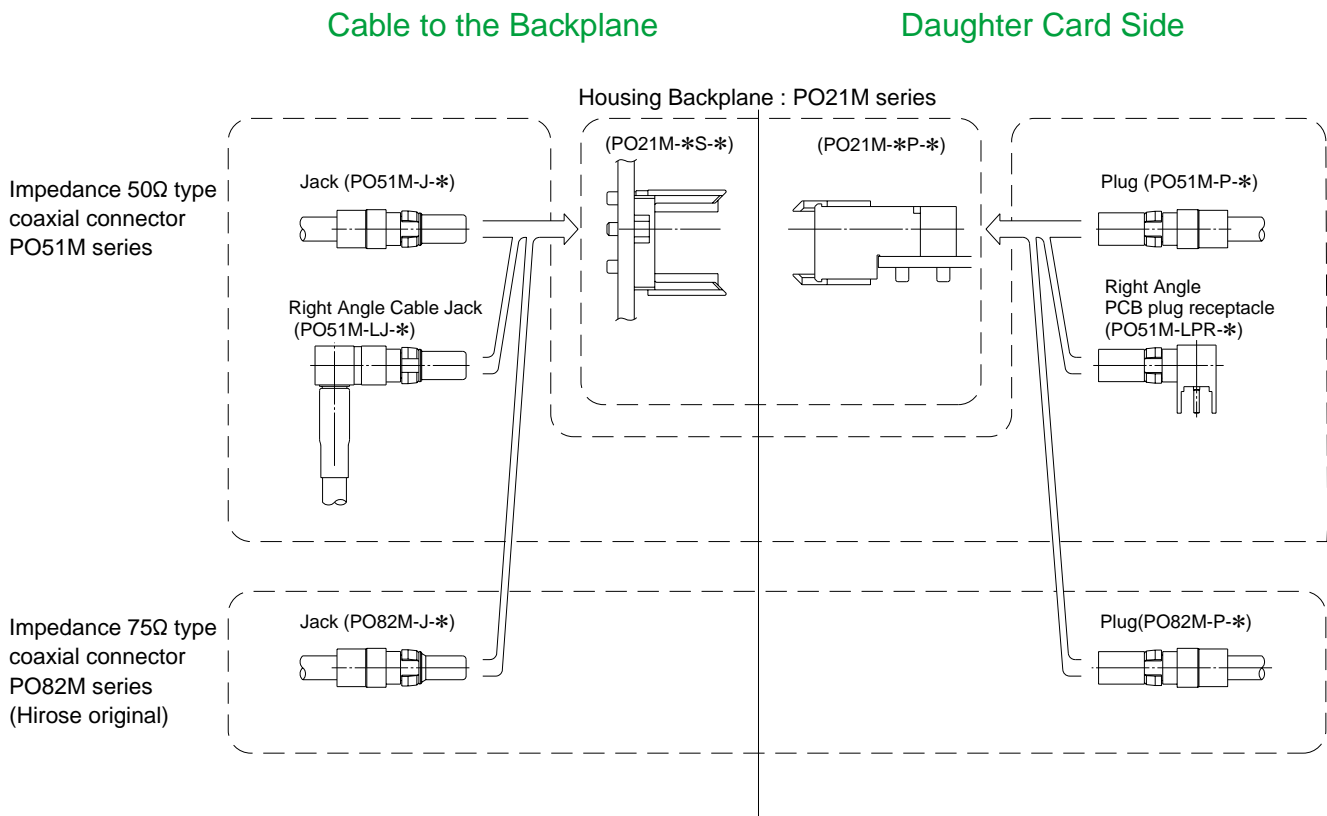 Cable to the Backplane
Daughter Card Side
Housing Backplane : PO21M series
(PO21M-✻S-✻)
(PO21M-✻P-✻)
Impedance 50Ω type
coaxial connector
PO51M series
Jack (PO51M-J-✻)
Plug (PO51M-P-✻)
Right Angle Cable Jack
(PO51M-LJ-✻)
Right Angle
PCB plug receptacle
(PO51M-LPR-✻)
Impedance 75Ω type
coaxial connector
PO82M series
(Hirose original)
Jack (PO82M-J-✻)
Plug(PO82M-P-✻)